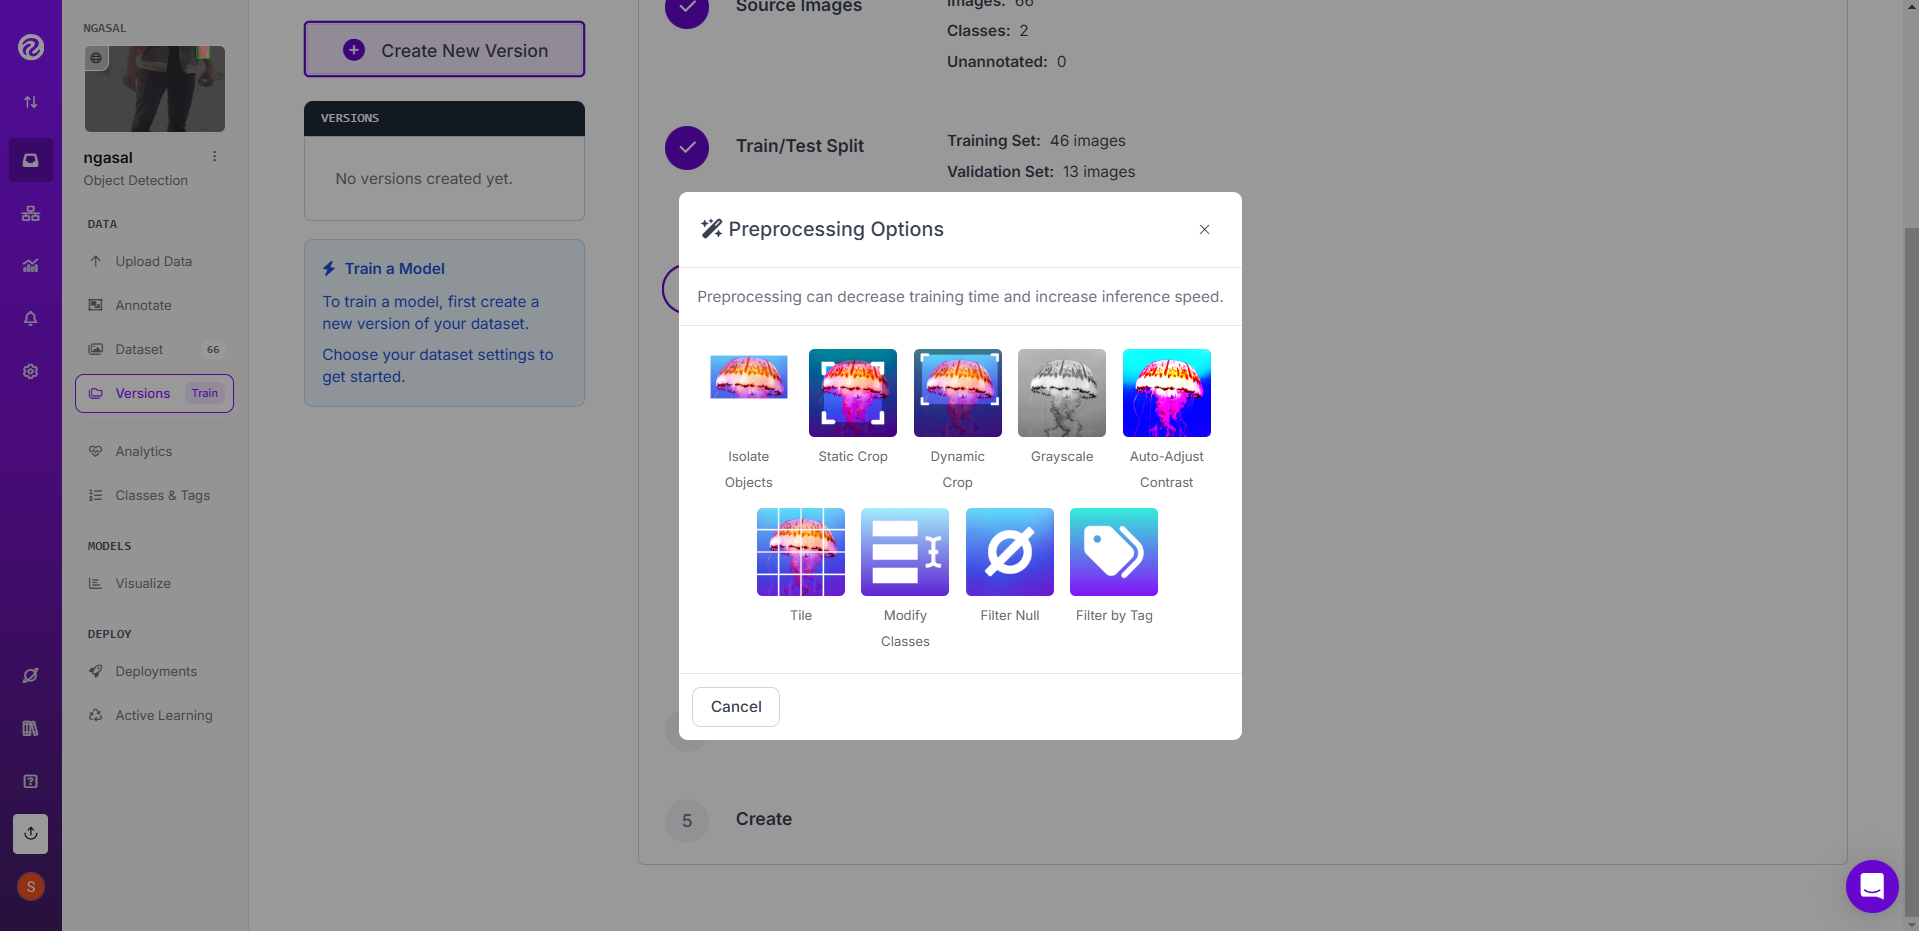 NGASAL
ngasal
Object Detection
DATA
Upload Data
Annotate
Dataset 66
Versions Train
Analytics
Classes & Tags
MODELS
Visualize
DEPLOY
Deployments
Active Learning
S
Create New Version
VERSIONS
No versions created yet.
Train a Model
To train a model, first create a
new version of your dataset.
Choose your dataset settings to
get started.
Source Images
Images: 66
Classes: 2
Unannotated: 0
Train/Test Split
Training Set: 46 images
Validation Set: 13 images
Preprocessing Options
Preprocessing can decrease training time and increase inference speed.
Isolate
Objects
Static Crop
Dynamic
Crop
Grayscale
Auto-Adjust
Contrast
Tile
Modify
Classes
Filter Null
Filter by Tag
Cancel
5 Create